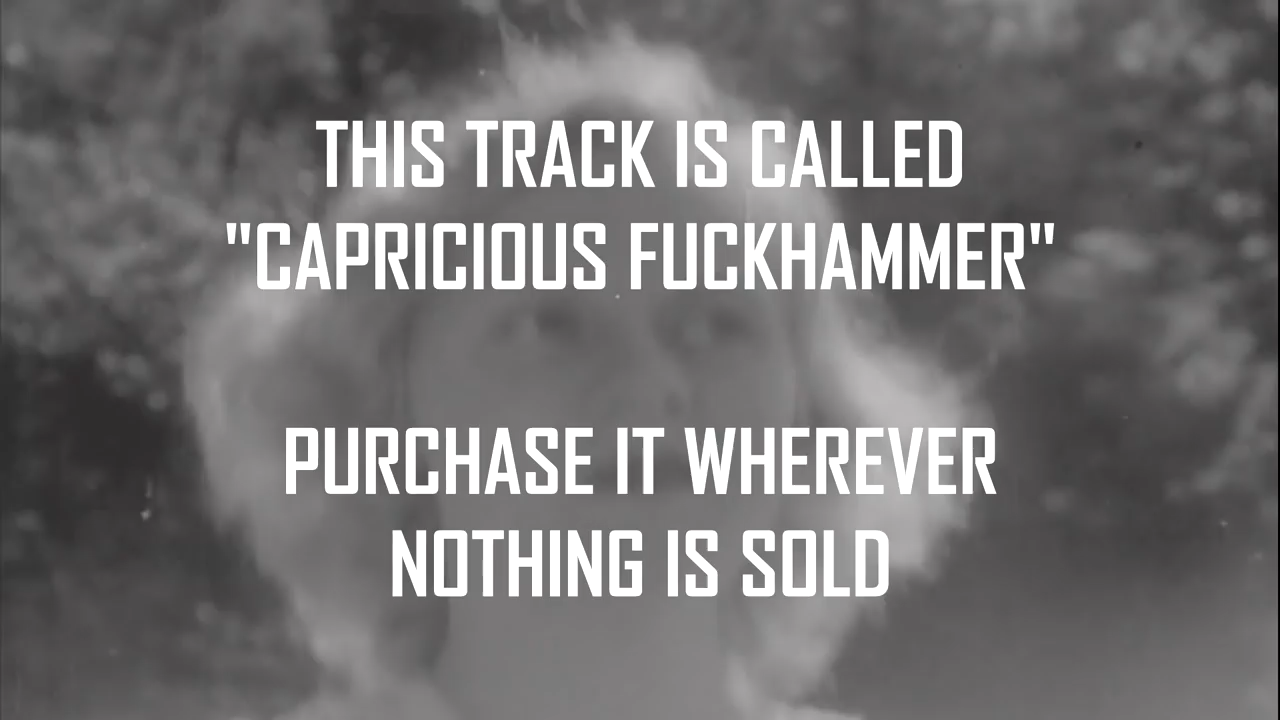 THIS TRACK IS CALLED
"CAPRICIOUS FUCKHAMMER"
PURCHASE IT WHEREVER
NOTHING IS SOLD